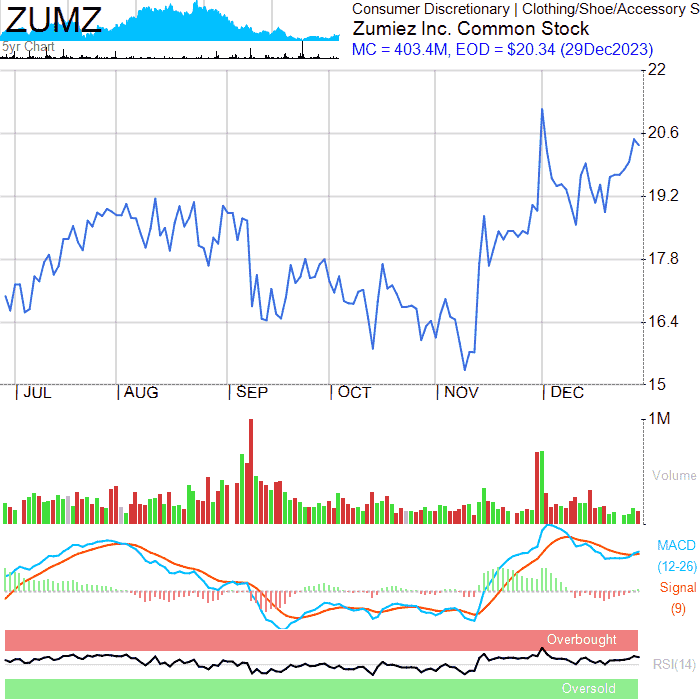 ZUMZ
5yr Chart
Consumer Discretionary | Clothing/Shoe/Accessory S
Zumiez Inc. Common Stock
MC = 403.4M, EOD = $20.34 (29Dec2023)
22
20.6
19.2
17.8
16.4
15
JUL AUG SEP OCT NOV DEC
1M
Volume
MACD
(12-26)
Signal
(9)
Overbought
RSI(14)
Oversold